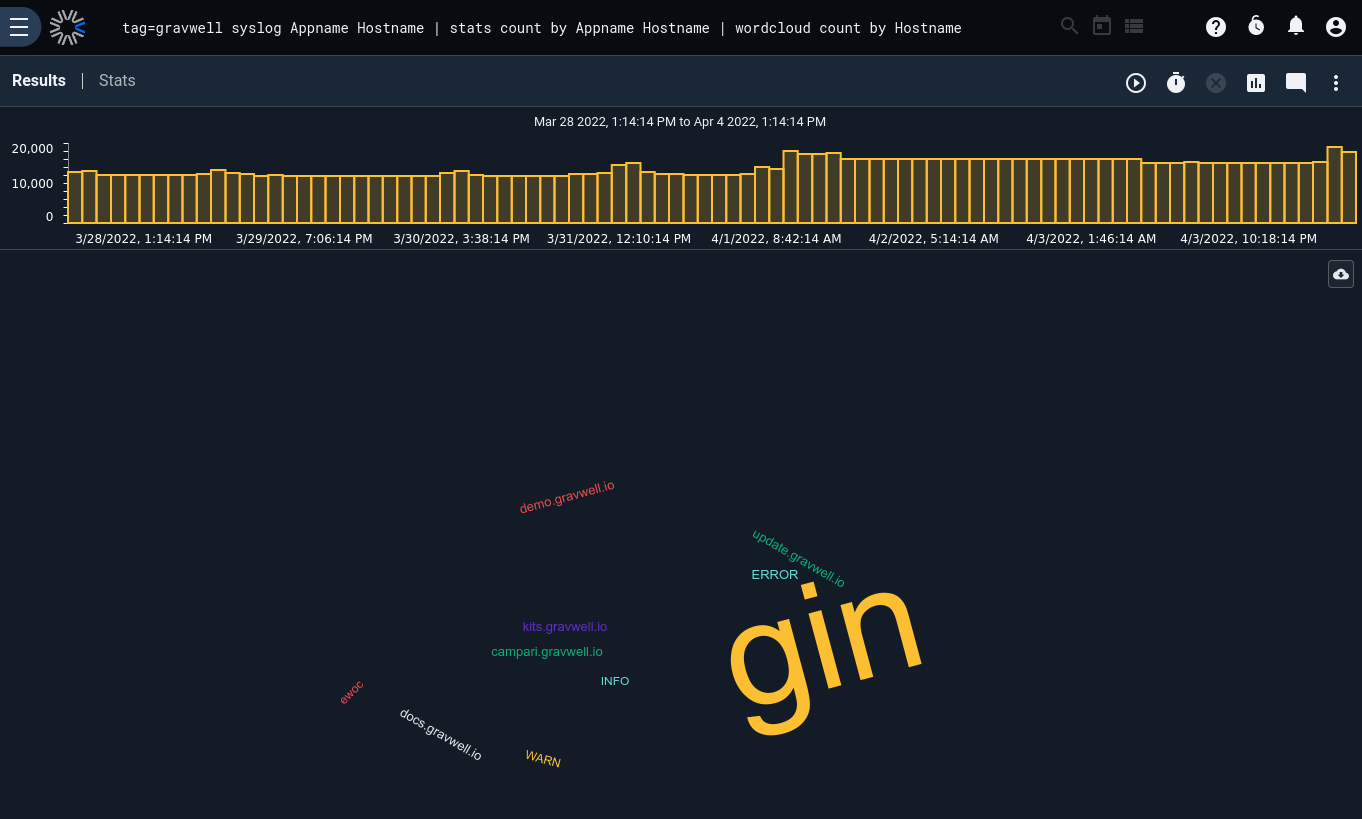 tag=gravwell syslog Appname Hostname | stats count by Appname Hostname | wordcloud count by Hostname
Results | Stats
Mar 28 2022, 1:14:14 PM to Apr 4 2022, 1:14:14 PM
20,000
10,000
0
3/28/2022, 1:14:14 PM 3/29/2022, 7:06:14 PM 3/30/2022, 3:38:14 PM 3/31/2022, 12:10:14 PM 4/1/2022, 8:42:14 AM 4/2/2022, 5:14:14 AM 4/3/2022, 1:46:14 AM 4/3/2022, 10:18:14 PM
demo.gravwell.io
update.gravwell.io
ERROR
gin
kits.gravwell.io
campari.gravwell.io
INFO
ewoc
docs.gravwell.io
WARN